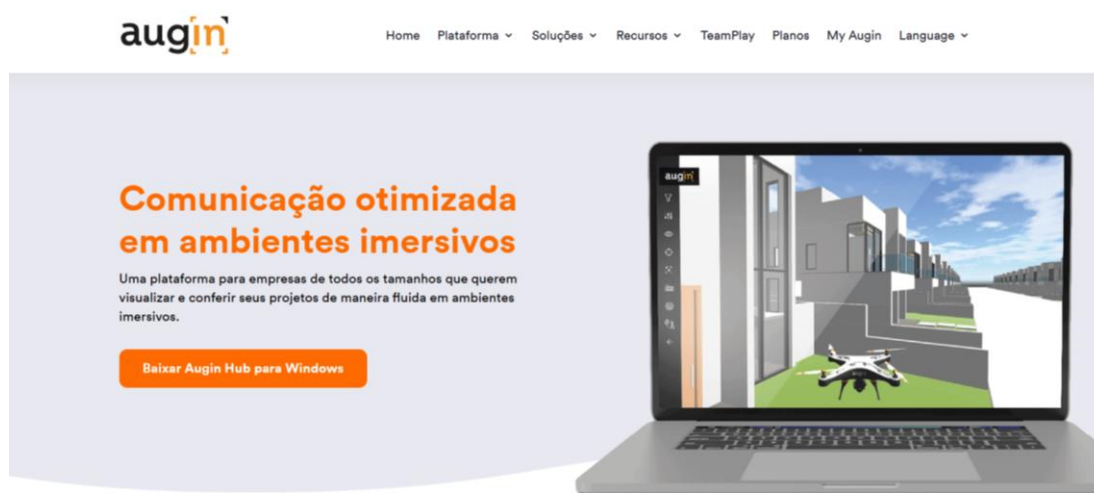 augin
Home Plataforma Soluções Recursos TeamPlay Planos My Augin Language
augin
Comunicação otimizada
em ambientes imersivos
Uma plataforma para empresas de todos os tamanhos que querem
visualizar e conferir seus projetos de maneira fluida em ambientes
imersivos.
Baixar Augin Hub para Windows